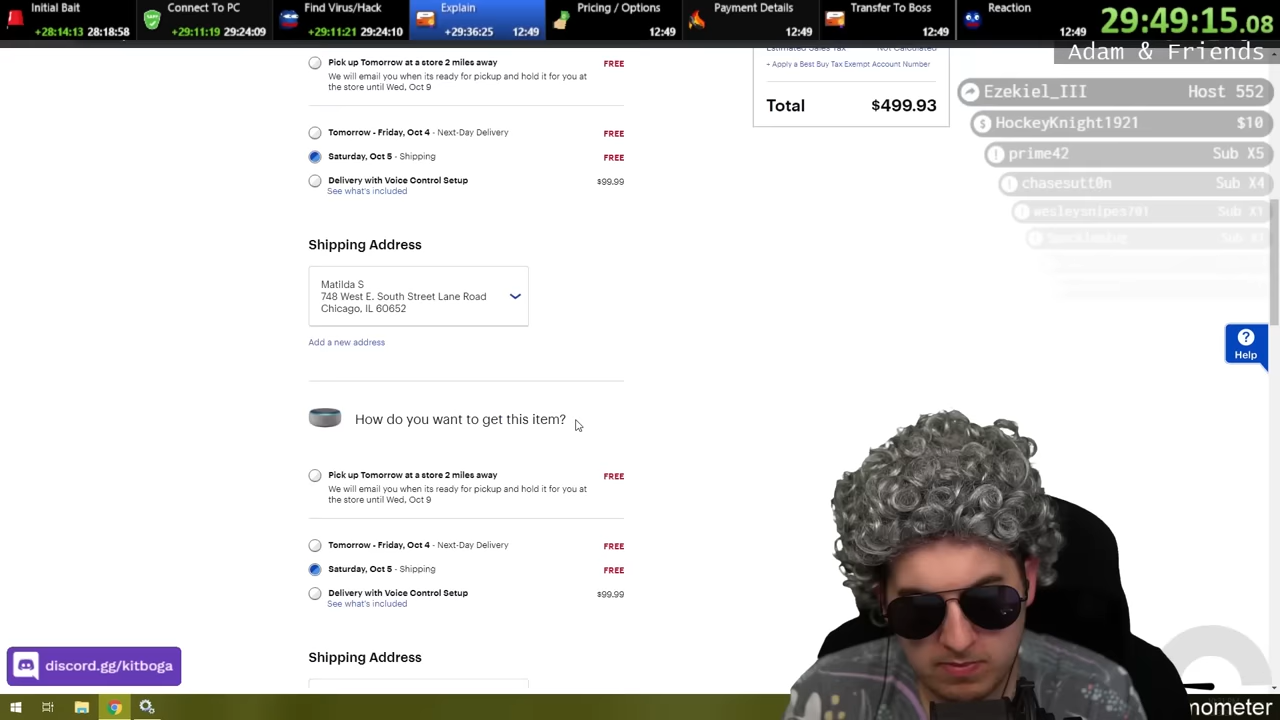 Initial Bait
+28:14:13 28:18:58
Connect To PC
+29:11:19 29:24:09
Find Virus/Hack
+29:11:21 29:24:10
Explain
+29:36:25 12:49
Pricing / Options
12:49
Payment Details
12:49
Transfer To Boss
12:49
Reaction
12:49
29:49:15.08
Adam & Friends
Ezekiel_III Host 552
HockeyKnight1921 $10
prime42 Sub X5
chasesutt0n Sub X4
wesleysnipes701 Sub X1
Estimated Sales Tax Not Calculated
+ Apply a Best Buy Tax Exempt Account Number
Total $499.93
Pick up Tomorrow at a store 2 miles away FREE
We will email you when its ready for pickup and hold it for you at
the store until Wed, Oct 9
Tomorrow - Friday, Oct 4 - Next-Day Delivery FREE
Saturday, Oct 5 - Shipping FREE
Delivery with Voice Control Setup $99.99
See what's included
Shipping Address
Matilda S
748 West E. South Street Lane Road
Chicago, IL 60652
Add a new address
How do you want to get this item?
Pick up Tomorrow at a store 2 miles away FREE
We will email you when its ready for pickup and hold it for you at
the store until Wed, Oct 9
Tomorrow - Friday, Oct 4 - Next-Day Delivery FREE
Saturday, Oct 5 - Shipping FREE
Delivery with Voice Control Setup $99.99
See what's included
Shipping Address
? Help
discord.gg/kitboga
nometer